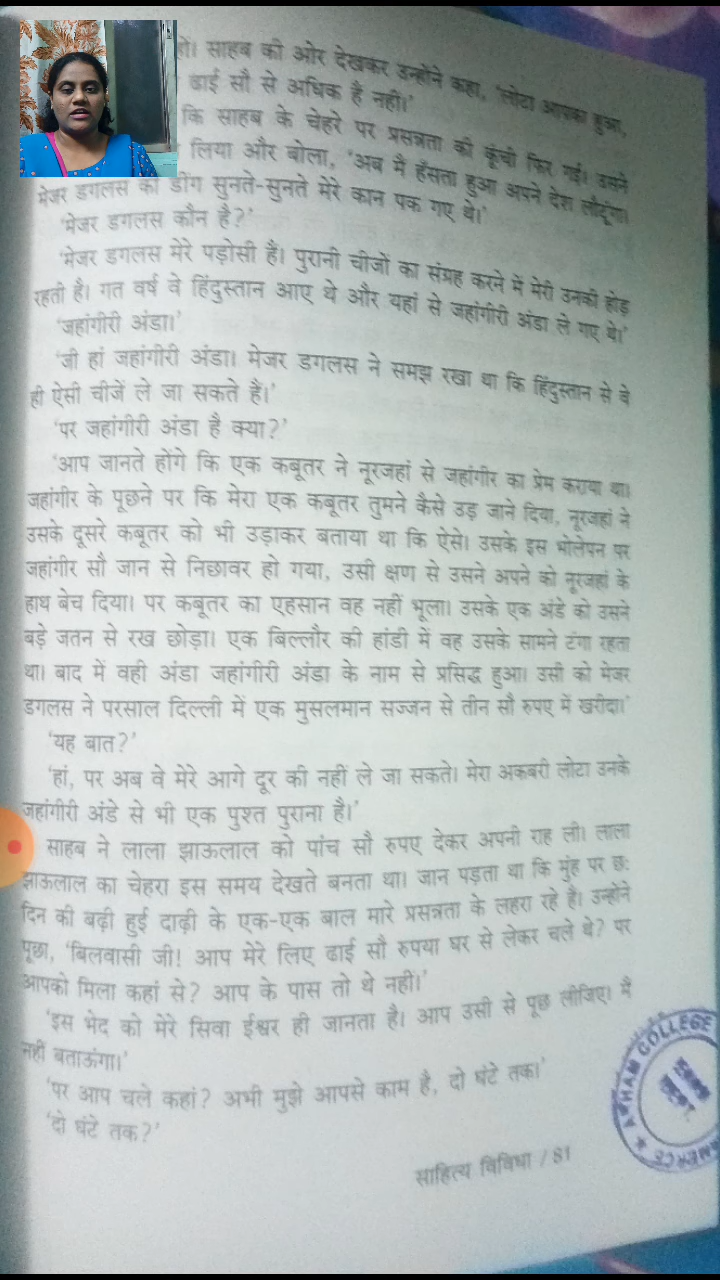 हों। साहब की ओर देखकर उन्होंने कहा, 'लोटा आपका हुआ,
ढाई सौ से अधिक हैं नहीं।'
कि साहब के चेहरे पर प्रसन्नता की कूंची फिर गई। उसने
लिया और बोला, 'अब मैं हँसता हुआ अपने देश लौटूंगा।
मेजर डगलस की डींग सुनते-सुनते मेरे कान पक गए थे।'
'मेजर डगलस कौन है?'
'मेजर डगलस मेरे पड़ोसी हैं। पुरानी चीजों का संग्रह करने में मेरी उनकी होड़
रहती है। गत वर्ष वे हिंदुस्तान आए थे और यहां से जहांगीरी अंडा ले गए थे।'
'जहांगीरी अंडा।'
'जी हां जहांगीरी अंडा। मेजर डगलस ने समझ रखा था कि हिंदुस्तान से वे
ही ऐसी चीजें ले जा सकते हैं।'
'पर जहांगीरी अंडा है क्या?'
'आप जानते होंगे कि एक कबूतर ने नूरजहां से जहांगीर का प्रेम कराया था।
जहांगीर के पूछने पर कि मेरा एक कबूतर तुमने कैसे उड़ जाने दिया, नूरजहां ने
उसके दूसरे कबूतर को भी उड़ाकर बताया था कि ऐसे। उसके इस भोलेपन पर
जहांगीर सौ जान से निछावर हो गया, उसी क्षण से उसने अपने को नूरजहां के
हाथ बेच दिया। पर कबूतर का एहसान वह नहीं भूला। उसके एक अंडे को उसने
बड़े जतन से रख छोड़ा। एक बिल्लौर की हांडी में वह उसके सामने टंगा रहता
था। बाद में वही अंडा जहांगीरी अंडा के नाम से प्रसिद्ध हुआ। उसी को मेजर
डगलस ने परसाल दिल्ली में एक मुसलमान सज्जन से तीन सौ रुपए में खरीदा।'
'यह बात?'
'हां, पर अब वे मेरे आगे दूर की नहीं ले जा सकते। मेरा अकबरी लोटा उनके
जहांगीरी अंडे से भी एक पुश्त पुराना है।'
साहब ने लाला झाऊलाल को पांच सौ रुपए देकर अपनी राह ली। लाला
झाऊलाल का चेहरा इस समय देखते बनता था। जान पड़ता था कि मुंह पर छः
दिन की बढ़ी हुई दाढ़ी के एक-एक बाल मारे प्रसन्नता के लहरा रहे है। उन्होंने
पूछा, 'बिलवासी जी! आप मेरे लिए ढाई सौ रुपया घर से लेकर चले थे? पर
आपको मिला कहां से? आप के पास तो थे नहीं।'
'इस भेद को मेरे सिवा ईश्वर ही जानता है। आप उसी से पूछ लीजिए। मैं
नहीं बताऊंगा।'
'पर आप चले कहां? अभी मुझे आपसे काम है, दो घंटे तक।'
'दो घंटे तक?'
साहित्य विविधा / 81
COLLEGE